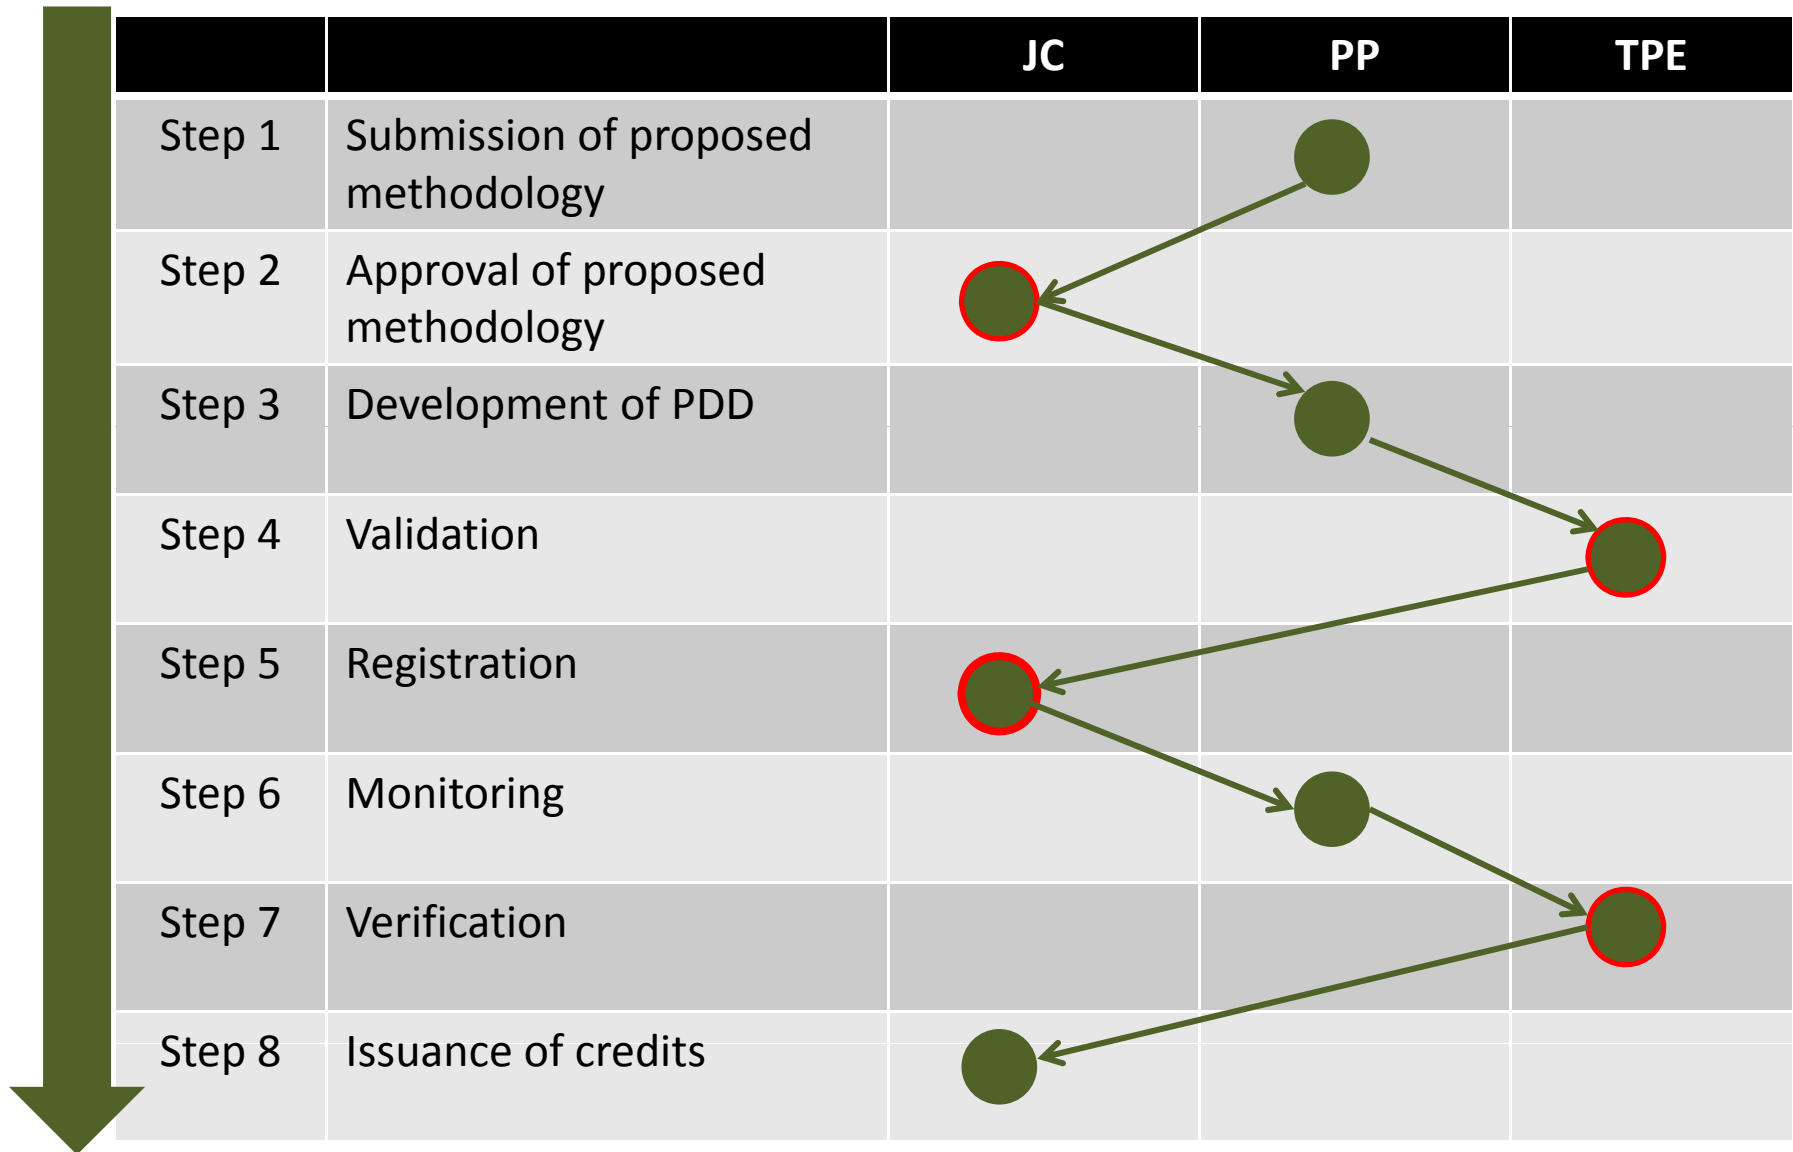 JC PP TPE
Step 1 Submission of proposed
methodology
Step 2 Approval of proposed
methodology
Step 3 Development of PDD
Step 4 Validation
Step 5 Registration
Step 6 Monitoring
Step 7 Verification
Step 8 Issuance of credits